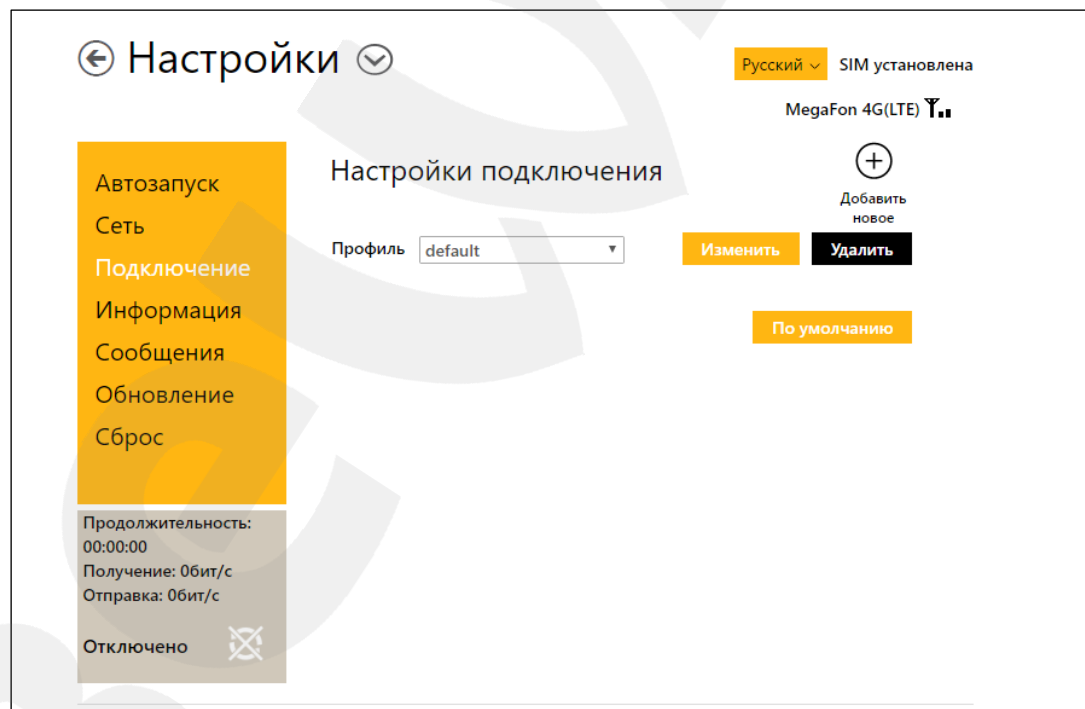 Настройки
Русский
SIM установлена
MegaFon 4G(LTE)
Автозапуск
Сеть
Подключение
Информация
Сообщения
Обновление
Сброс
Настройки подключения
Добавить
новое
Профиль default
Изменить
Удалить
По умолчанию
Продолжительность:
00:00:00
Получение: 0бит/с
Отправка: 0бит/с
Отключено